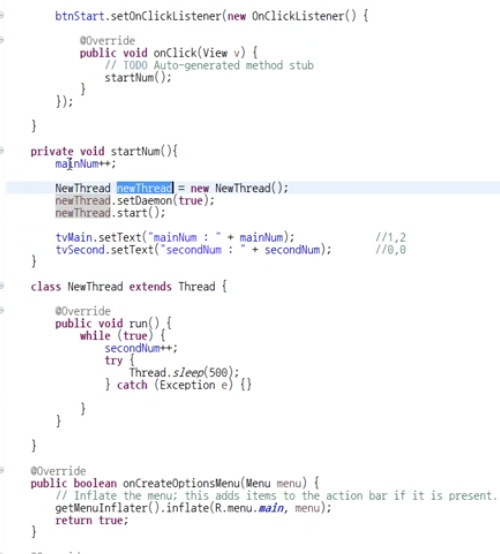 btnStart.setOnClickListener(new OnClickListener() {
@Override
public void onClick(View v) {
// TODO Auto-generated method stub
startNum();
}
});
}
private void startNum(){
mainNum++;
NewThread newThread = new NewThread();
newThread.setDaemon(true);
newThread.start();
tvMain.setText("mainNum : " + mainNum); //1,2
tvSecond.setText("secondNum : " + secondNum); //0,0
}
class NewThread extends Thread {
@Override
public void run() {
while (true) {
secondNum++;
try {
Thread.sleep(500);
} catch (Exception e) {}
}
}
}
@Override
public boolean onCreateOptionsMenu(Menu menu) {
// Inflate the menu; this adds items to the action bar if it is present.
getMenuInflater().inflate(R.menu.main, menu);
return true;
}